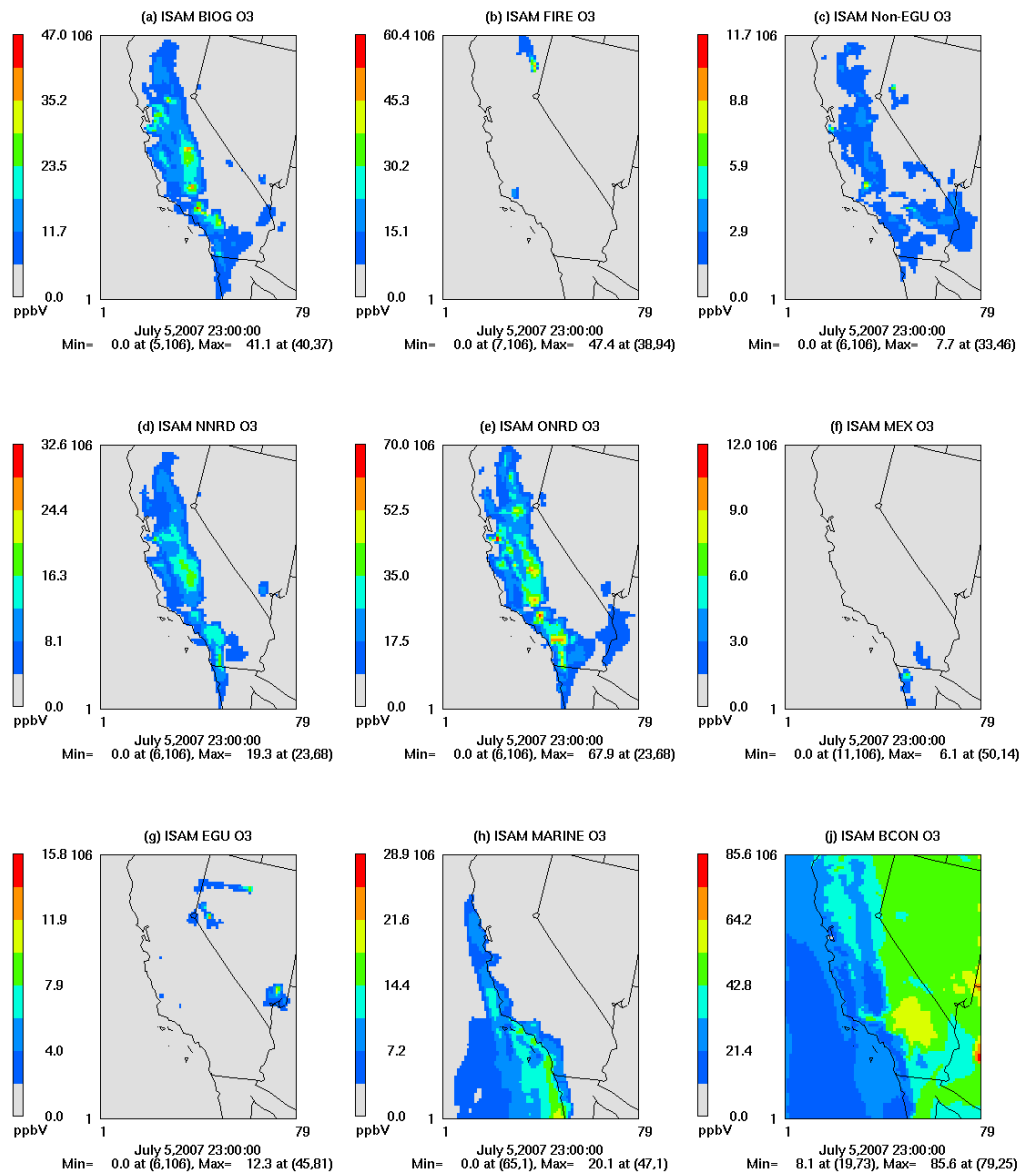 (a) ISAM BIOG O3
47.0 106
35.2
23.5
11.7
0.0 1
ppbV
1 79
July 5,2007 23:00:00
Min= 0.0 at (5,106), Max= 41.1 at (40,37)
(b) ISAM FIRE O3
60.4 106
45.3
30.2
15.1
0.0 1
ppbV
1 79
July 5,2007 23:00:00
Min= 0.0 at (7,106), Max= 47.4 at (38,94)
(c) ISAM Non-EGU O3
11.7 106
8.8
5.9
2.9
0.0 1
ppbV
1 79
July 5,2007 23:00:00
Min= 0.0 at (6,106), Max= 7.7 at (33,46)
(d) ISAM NNRD O3
32.6 106
24.4
16.3
8.1
0.0 1
ppbV
1 79
July 5,2007 23:00:00
Min= 0.0 at (6,106), Max= 19.3 at (23,68)
(e) ISAM ONRD O3
70.0 106
52.5
35.0
17.5
0.0 1
ppbV
1 79
July 5,2007 23:00:00
Min= 0.0 at (6,106), Max= 67.9 at (23,68)
(f) ISAM MEX O3
12.0 106
9.0
6.0
3.0
0.0 1
ppbV
1 79
July 5,2007 23:00:00
Min= 0.0 at (11,106), Max= 6.1 at (50,14)
(g) ISAM EGU O3
15.8 106
11.9
7.9
4.0
0.0 1
ppbV
1 79
July 5,2007 23:00:00
Min= 0.0 at (6,106), Max= 12.3 at (45,81)
(h) ISAM MARINE O3
28.9 106
21.6
14.4
7.2
0.0 1
ppbV
1 79
July 5,2007 23:00:00
Min= 0.0 at (65,1), Max= 20.1 at (47,1)
(j) ISAM BCON O3
85.6 106
64.2
42.8
21.4
0.0 1
ppbV
1 79
July 5,2007 23:00:00
Min= 8.1 at (19,73), Max= 85.6 at (79,25)